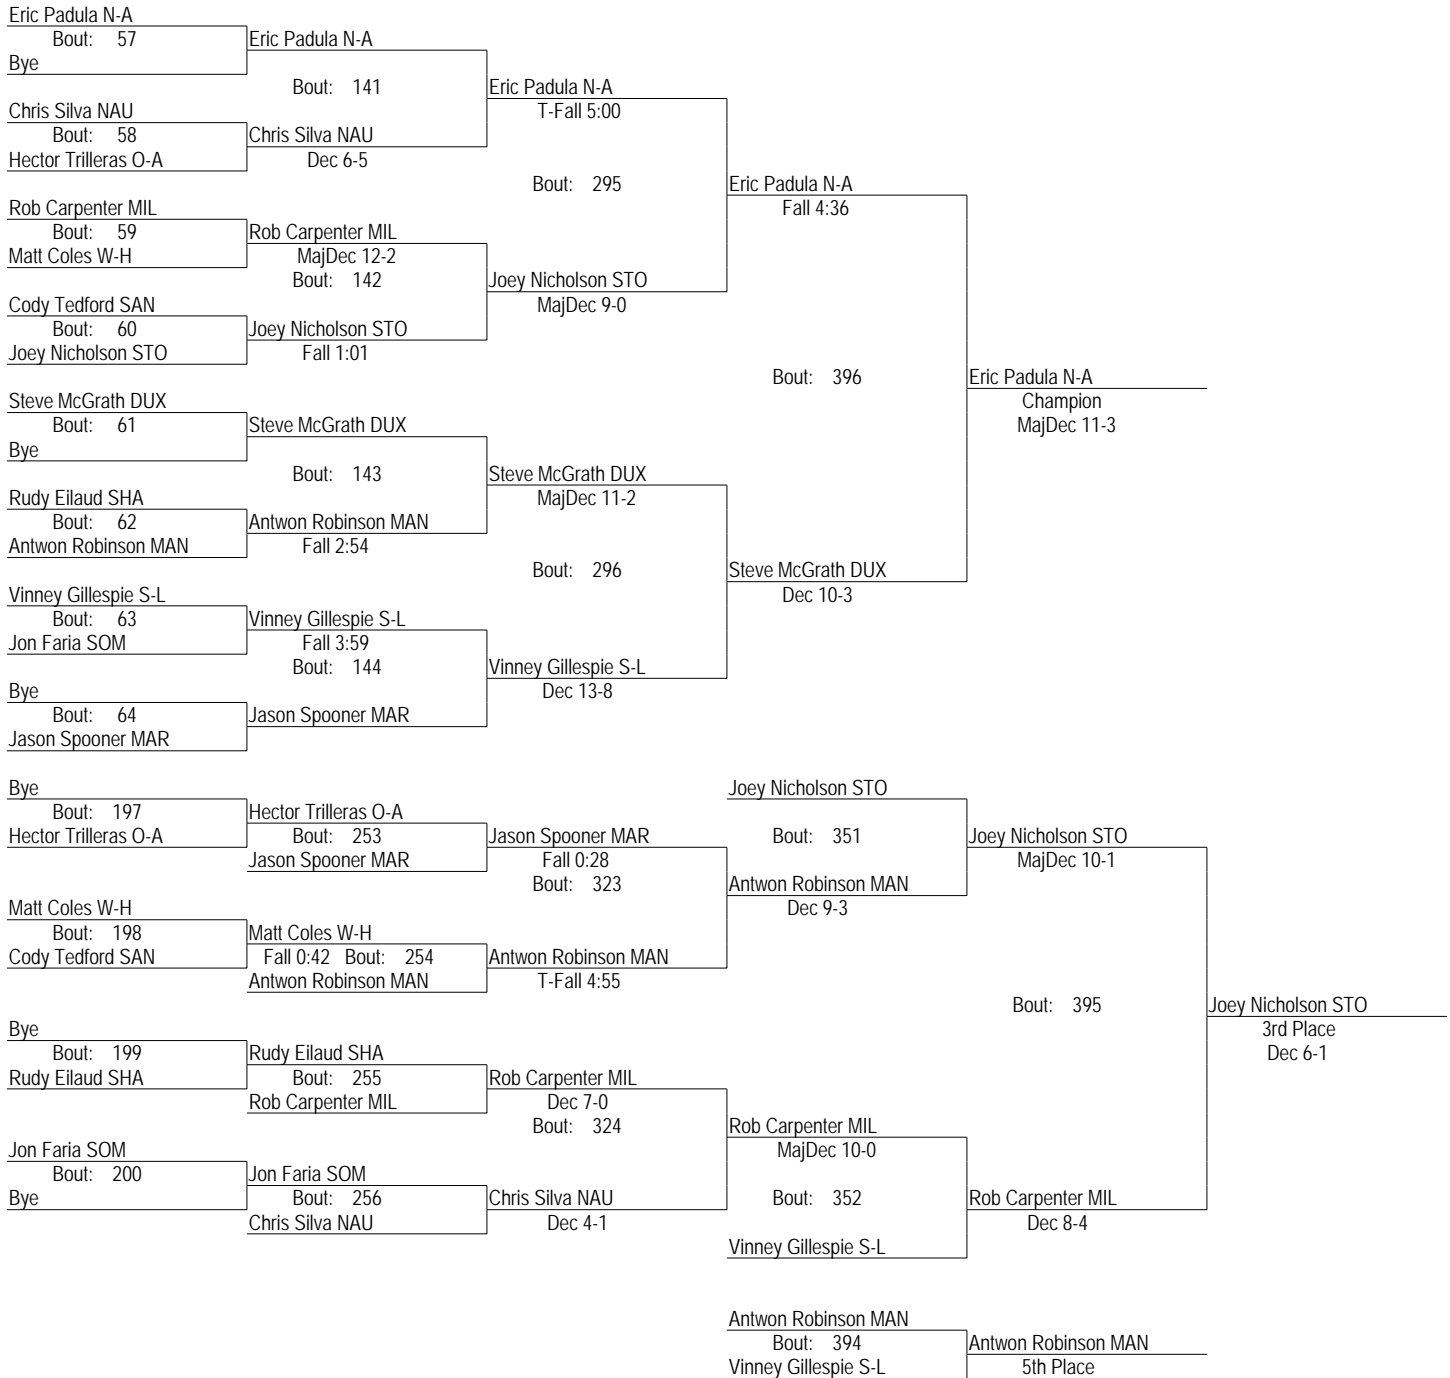 Eric Padula N-A
Bout: 57
Bye
Eric Padula N-A
Bout: 141
Chris Silva NAU
Bout: 58
Hector Trilleras O-A
Chris Silva NAU
Dec 6-5
Eric Padula N-A
T-Fall 5:00
Bout: 295
Rob Carpenter MIL
Bout: 59
Matt Coles W-H
Rob Carpenter MIL
MajDec 12-2
Bout: 142
Cody Tedford SAN
Bout: 60
Joey Nicholson STO
Joey Nicholson STO
Fall 1:01
Joey Nicholson STO
MajDec 9-0
Eric Padula N-A
Fall 4:36
Bout: 396
Steve McGrath DUX
Bout: 61
Bye
Steve McGrath DUX
Bout: 143
Rudy Eilaud SHA
Bout: 62
Antwon Robinson MAN
Antwon Robinson MAN
Fall 2:54
Steve McGrath DUX
MajDec 11-2
Bout: 296
Vinney Gillespie S-L
Bout: 63
Jon Faria SOM
Vinney Gillespie S-L
Fall 3:59
Bout: 144
Bye
Bout: 64
Jason Spooner MAR
Jason Spooner MAR
Vinney Gillespie S-L
Dec 13-8
Steve McGrath DUX
Dec 10-3
Eric Padula N-A
Champion
MajDec 11-3
Bye
Bout: 197
Hector Trilleras O-A
Hector Trilleras O-A
Bout: 253
Jason Spooner MAR
Jason Spooner MAR
Fall 0:28
Bout: 323
Matt Coles W-H
Bout: 198
Cody Tedford SAN
Matt Coles W-H
Fall 0:42 Bout: 254
Antwon Robinson MAN
Antwon Robinson MAN
T-Fall 4:55
Joey Nicholson STO
Bout: 351
Antwon Robinson MAN
Dec 9-3
Joey Nicholson STO
MajDec 10-1
Bout: 395
Bye
Bout: 199
Rudy Eilaud SHA
Rudy Eilaud SHA
Bout: 255
Rob Carpenter MIL
Rob Carpenter MIL
Dec 7-0
Bout: 324
Jon Faria SOM
Bout: 200
Bye
Jon Faria SOM
Bout: 256
Chris Silva NAU
Chris Silva NAU
Dec 4-1
Rob Carpenter MIL
MajDec 10-0
Bout: 352
Vinney Gillespie S-L
Rob Carpenter MIL
Dec 8-4
Joey Nicholson STO
3rd Place
Dec 6-1
Antwon Robinson MAN
Bout: 394
Vinney Gillespie S-L
Antwon Robinson MAN
5th Place